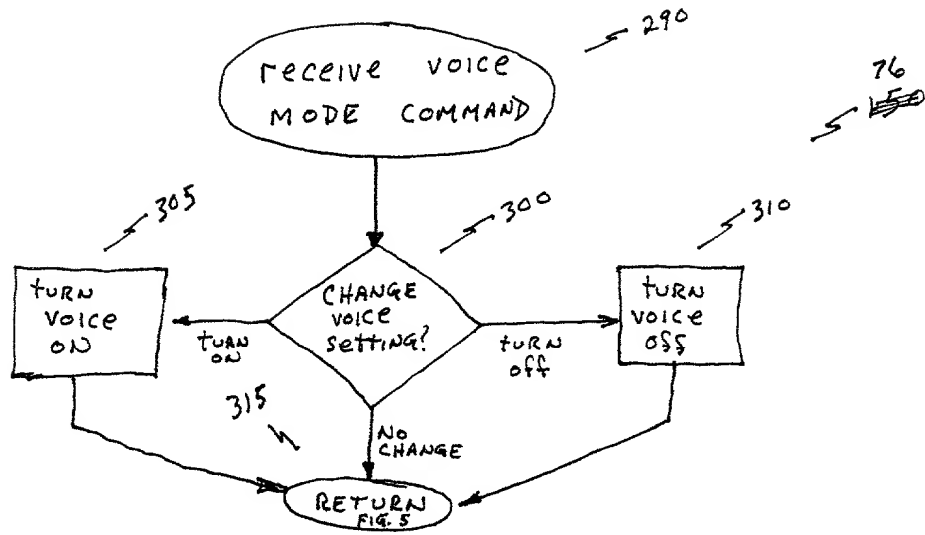 290
receive voice
MODE COMMAND
76
305
300
310
turn
voice
on
CHANGE
voice
setting?
turn
voice
off
turn
on
turn
off
315
NO
CHANGE
RETURN
FIG. 5